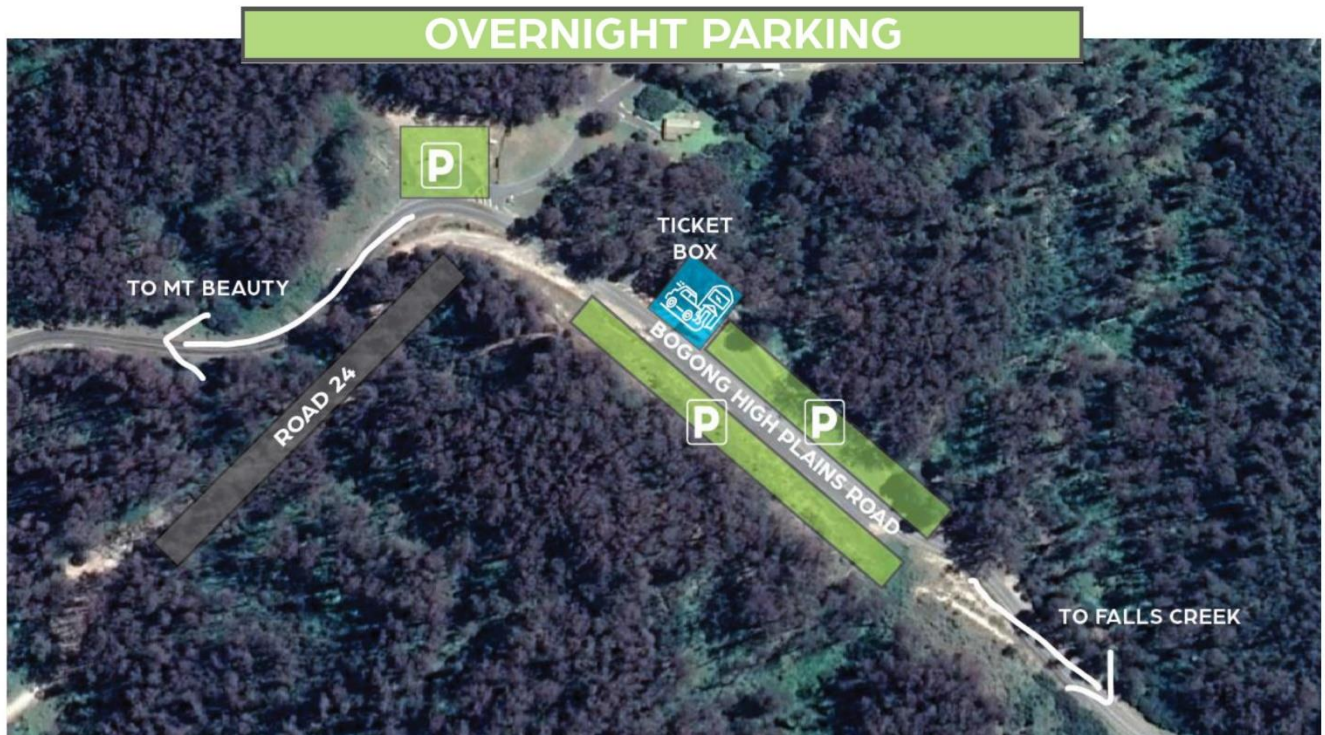 OVERNIGHT PARKING
P
TICKET
BOX
TO MT BEAUTY
ROAD 24
BOGONG HIGH PLAINS ROAD
P
P
TO FALLS CREEK